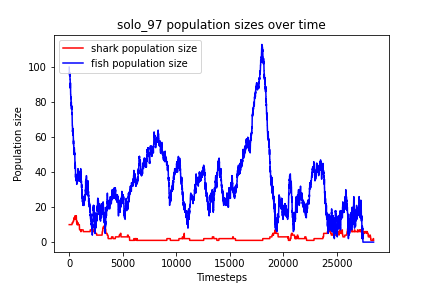 solo_97 population sizes over time
shark population size
fish population size
100
80
60
40
20
0
Population size
0
5000
10000
15000
20000
25000
Timesteps